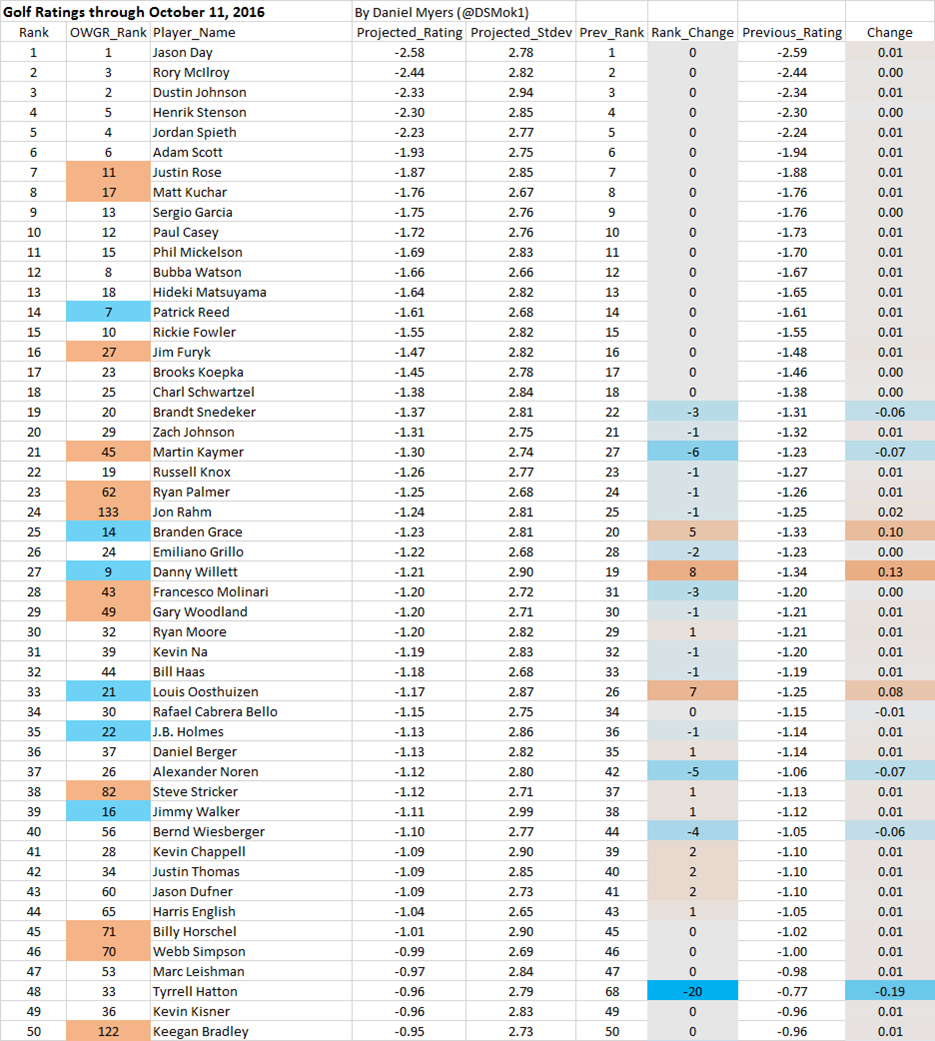 Golf Ratings through October 11, 2016 By Daniel Myers (@DSMok1)
Rank OWGR_Rank Player_Name Projected_Rating Projected_Stdev Prev_Rank Rank_Change Previous_Rating Change
1 1 Jason Day -2.58 2.78 1 0 -2.59 0.01
2 3 Rory McIlroy -2.44 2.82 2 0 -2.44 0.00
3 2 Dustin Johnson -2.33 2.94 3 0 -2.34 0.01
4 5 Henrik Stenson -2.30 2.85 4 0 -2.30 0.00
5 4 Jordan Spieth -2.23 2.77 5 0 -2.24 0.01
6 6 Adam Scott -1.93 2.75 6 0 -1.94 0.01
7 11 Justin Rose -1.87 2.85 7 0 -1.88 0.01
8 17 Matt Kuchar -1.76 2.67 8 0 -1.76 0.01
9 13 Sergio Garcia -1.75 2.76 9 0 -1.76 0.00
10 12 Paul Casey -1.72 2.76 10 0 -1.73 0.01
11 15 Phil Mickelson -1.69 2.83 11 0 -1.70 0.01
12 8 Bubba Watson -1.66 2.66 12 0 -1.67 0.01
13 18 Hideki Matsuyama -1.64 2.82 13 0 -1.65 0.01
14 7 Patrick Reed -1.61 2.68 14 0 -1.61 0.01
15 10 Rickie Fowler -1.55 2.82 15 0 -1.55 0.01
16 27 Jim Furyk -1.47 2.82 16 0 -1.48 0.01
17 23 Brooks Koepka -1.45 2.78 17 0 -1.46 0.00
18 25 Charl Schwartzel -1.38 2.84 18 0 -1.38 0.00
19 20 Brandt Snedeker -1.37 2.81 22 -3 -1.31 -0.06
20 29 Zach Johnson -1.31 2.75 21 -1 -1.32 0.01
21 45 Martin Kaymer -1.30 2.74 27 -6 -1.23 -0.07
22 19 Russell Knox -1.26 2.77 23 -1 -1.27 0.01
23 62 Ryan Palmer -1.25 2.68 24 -1 -1.26 0.01
24 133 Jon Rahm -1.24 2.81 25 -1 -1.25 0.02
25 14 Branden Grace -1.23 2.81 20 5 -1.33 0.10
26 24 Emiliano Grillo -1.22 2.68 28 -2 -1.23 0.00
27 9 Danny Willett -1.21 2.90 19 8 -1.34 0.13
28 43 Francesco Molinari -1.20 2.72 31 -3 -1.20 0.00
29 49 Gary Woodland -1.20 2.71 30 -1 -1.21 0.01
30 32 Ryan Moore -1.20 2.82 29 1 -1.21 0.01
31 39 Kevin Na -1.19 2.83 32 -1 -1.20 0.01
32 44 Bill Haas -1.18 2.68 33 -1 -1.19 0.01
33 21 Louis Oosthuizen -1.17 2.87 26 7 -1.25 0.08
34 30 Rafael Cabrera Bello -1.15 2.75 34 0 -1.15 -0.01
35 22 J.B. Holmes -1.13 2.86 36 -1 -1.14 0.01
36 37 Daniel Berger -1.13 2.82 35 1 -1.14 0.01
37 26 Alexander Noren -1.12 2.80 42 -5 -1.06 -0.07
38 82 Steve Stricker -1.12 2.71 37 1 -1.13 0.01
39 16 Jimmy Walker -1.11 2.99 38 1 -1.12 0.01
40 56 Bernd Wiesberger -1.10 2.77 44 -4 -1.05 -0.06
41 28 Kevin Chappell -1.09 2.90 39 2 -1.10 0.01
42 34 Justin Thomas -1.09 2.85 40 2 -1.10 0.01
43 60 Jason Dufner -1.09 2.73 41 2 -1.10 0.01
44 65 Harris English -1.04 2.65 43 1 -1.05 0.01
45 71 Billy Horschel -1.01 2.90 45 0 -1.02 0.01
46 70 Webb Simpson -0.99 2.69 46 0 -1.00 0.01
47 53 Marc Leishman -0.97 2.84 47 0 -0.98 0.01
48 33 Tyrrell Hatton -0.96 2.79 68 -20 -0.77 -0.19
49 36 Kevin Kisner -0.96 2.83 49 0 -0.96 0.01
50 122 Keegan Bradley -0.95 2.73 50 0 -0.96 0.01